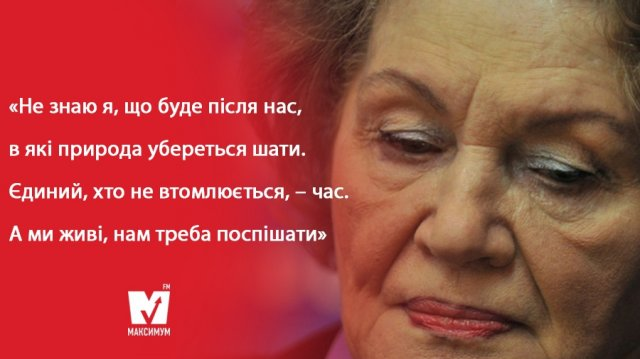 «Не знаю я, що буде після нас,
в які природа убереться шати.
Єдиний, хто не втомлюється, – час.
А ми живі, нам треба поспішати»
FM
МАКСИМУМ